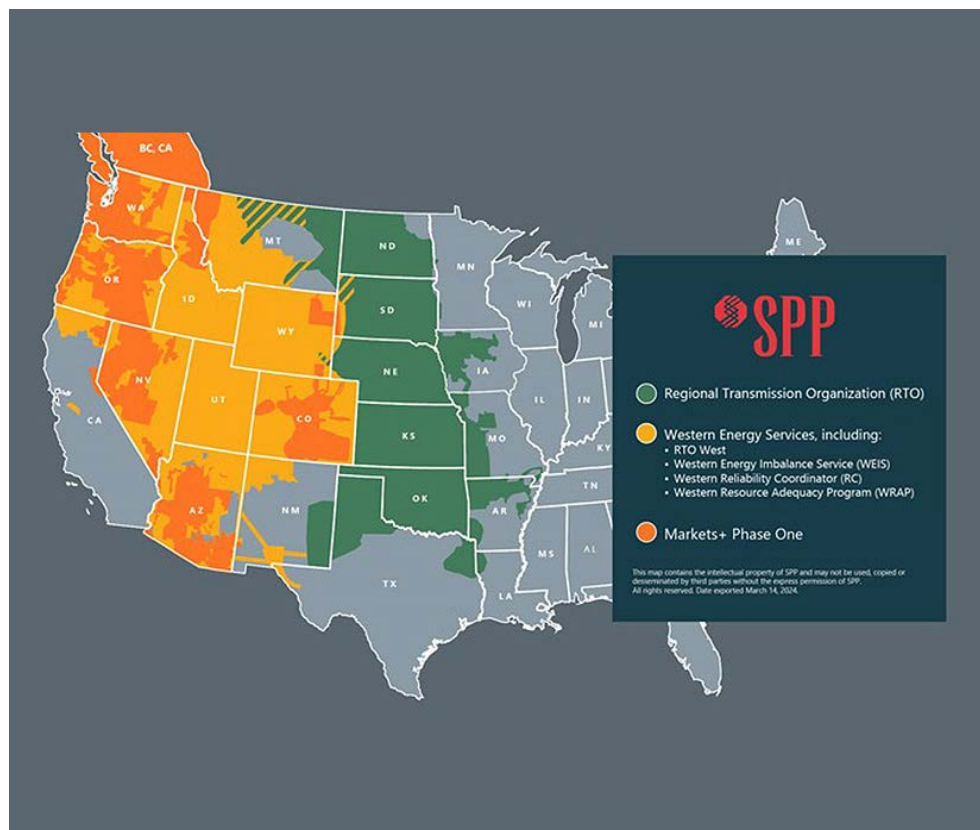 BC, CA
WA
MT
ND
MN
ME
OR
ID
SD
WI
MI
WY
NE
IA
NV
UT
CO
IL
IN
CA
KS
MO
KY
AZ
NM
OK
AR
TN
TX
MS
AL
LA
SPP
Regional Transmission Organization (RTO)
Western Energy Services, including:
• RTO West
• Western Energy Imbalance Service (WEIS)
• Western Reliability Coordinator (RC)
• Western Resource Adequacy Program (WRAP)
Markets+ Phase One
This map contains the intellectual property of SPP and may not be used, copied or
desseminated by third parties without the express permission of SPP.
All rights reserved. Date exported March 14, 2024.